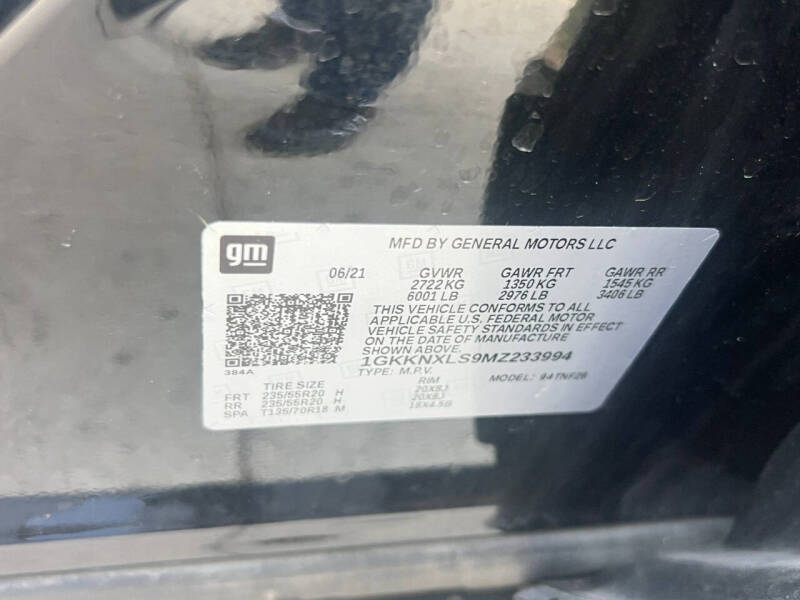 gm
MFD BY GENERAL MOTORS LLC
06/21 GVWR GAWR FRT GAWR RR
2722 KG 1350 KG 1545 KG
6001 LB 2976 LB 3406 LB
THIS VEHICLE CONFORMS TO ALL
APPLICABLE U.S. FEDERAL MOTOR
VEHICLE SAFETY STANDARDS IN EFFECT
ON THE DATE OF MANUFACTURE
SHOWN ABOVE.
1GKKNXLS9MZ233994
384A
TYPE: M.P.V. MODEL: 94TNF26
TIRE SIZE RIM
FRT 235/55R20 H 20X8J
RR 235/55R20 H 20X8J
SPA T135/70R18 M 18X4.5B